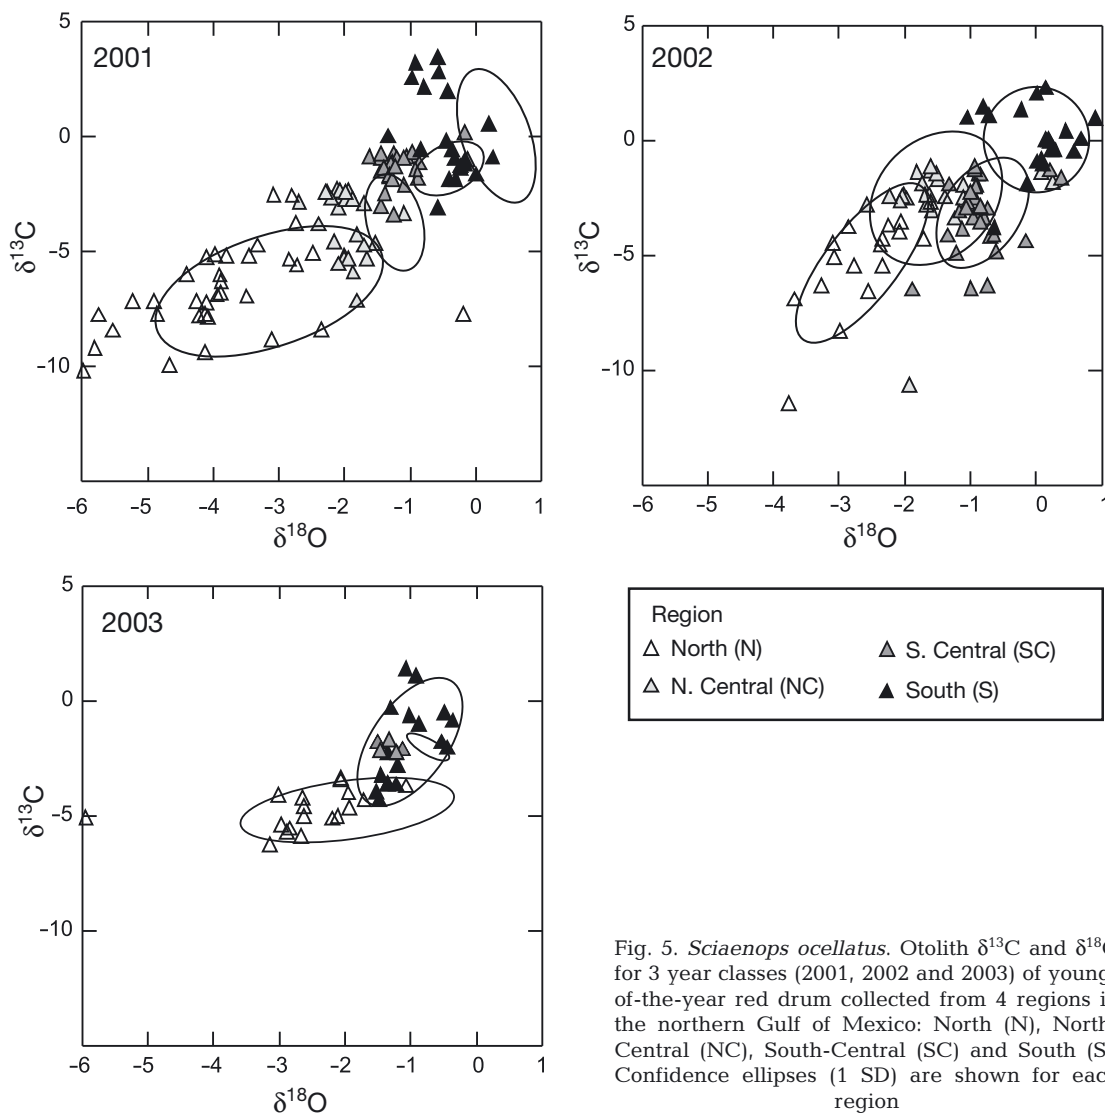 5
0
−5
−10
2001
δ13C
−6
−5
−4
−3
−2
−1
0
1
δ18O
5
0
−5
−10
2002
δ13C
−6
−5
−4
−3
−2
−1
0
1
δ18O
5
0
−5
−10
2003
δ13C
−6
−5
−4
−3
−2
−1
0
1
δ18O
Region
North (N)
N. Central (NC)
S. Central (SC)
South (S)
Fig. 5. Sciaenops ocellatus. Otolith δ13C and δ18O
for 3 year classes (2001, 2002 and 2003) of young-
of-the-year red drum collected from 4 regions i
the northern Gulf of Mexico: North (N), North
Central (NC), South-Central (SC) and South (S
Confidence ellipses (1 SD) are shown for eac
region